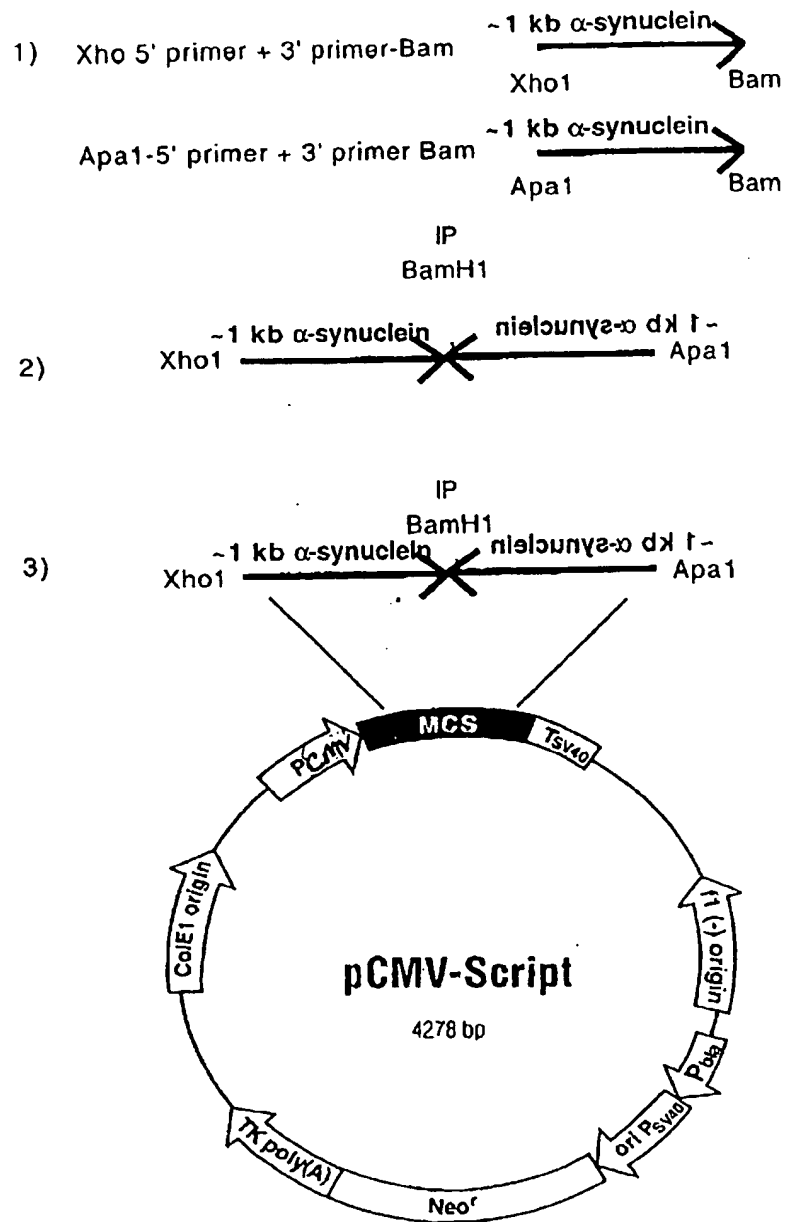 1) Xho 5' primer + 3' primer-Bam
~1 kb α-synuclein
Xho1 Bam
Apa1-5' primer + 3' primer Bam
~1 kb α-synuclein
Apa1 Bam
IP
BamH1
2) Xho1 ~1 kb α-synuclein ~1 kb α-synuclein Apa1
IP
BamH1
3) Xho1 ~1 kb α-synuclein ~1 kb α-synuclein Apa1
PCMV
MCS
TSV40
ColE1 origin
f1 (-) origin
pCMV-Script
4278 bp
Pbla
ori PSV40
TK poly(A)
Neoʳ